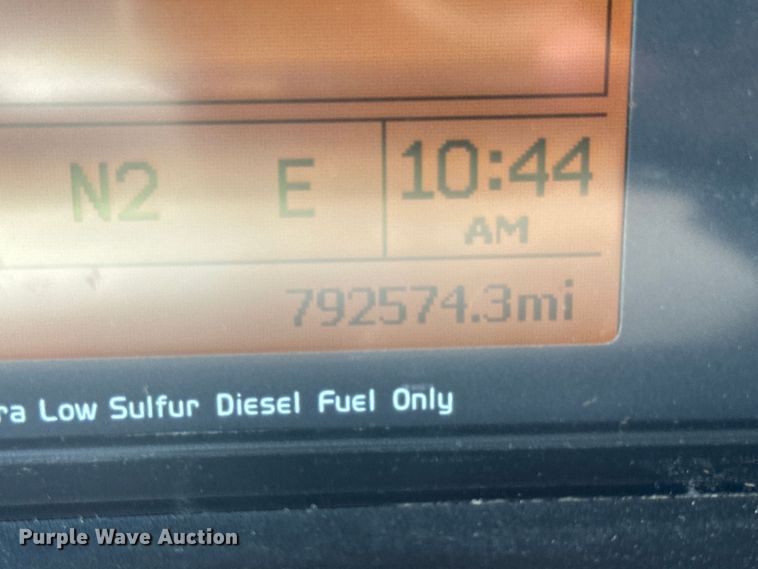 N2 E 10:44
AM
792574.3mi
ra Low Sulfur Diesel Fuel Only
Purple Wave Auction